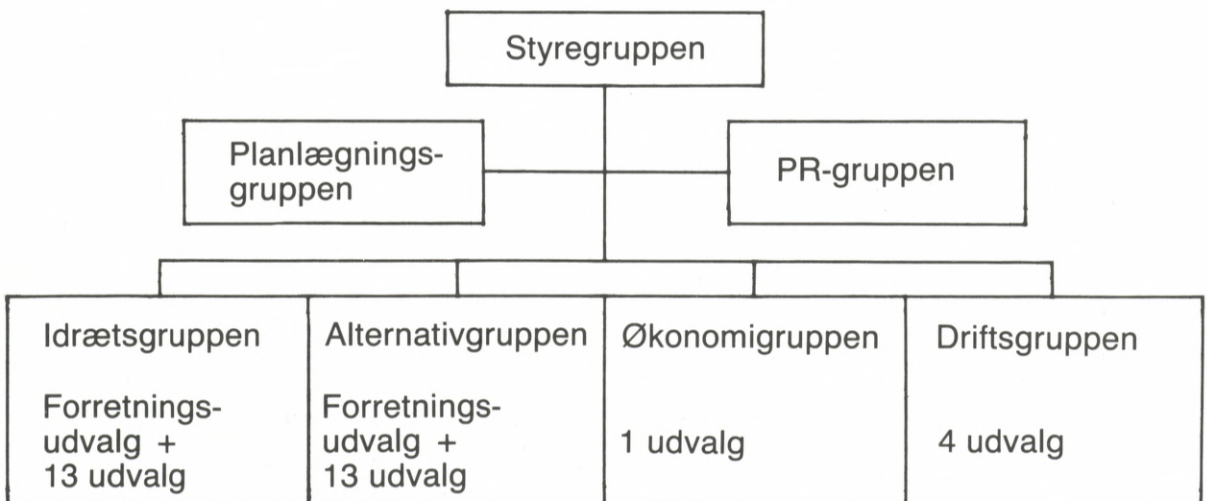 Styregruppen
Planlægnings-
gruppen
PR-gruppen
Idrætsgruppen
Forretnings-
udvalg +
13 udvalg
Alternativgruppen
Forretnings-
udvalg +
13 udvalg
Økonomigruppen
1 udvalg
Driftsgruppen
4 udvalg